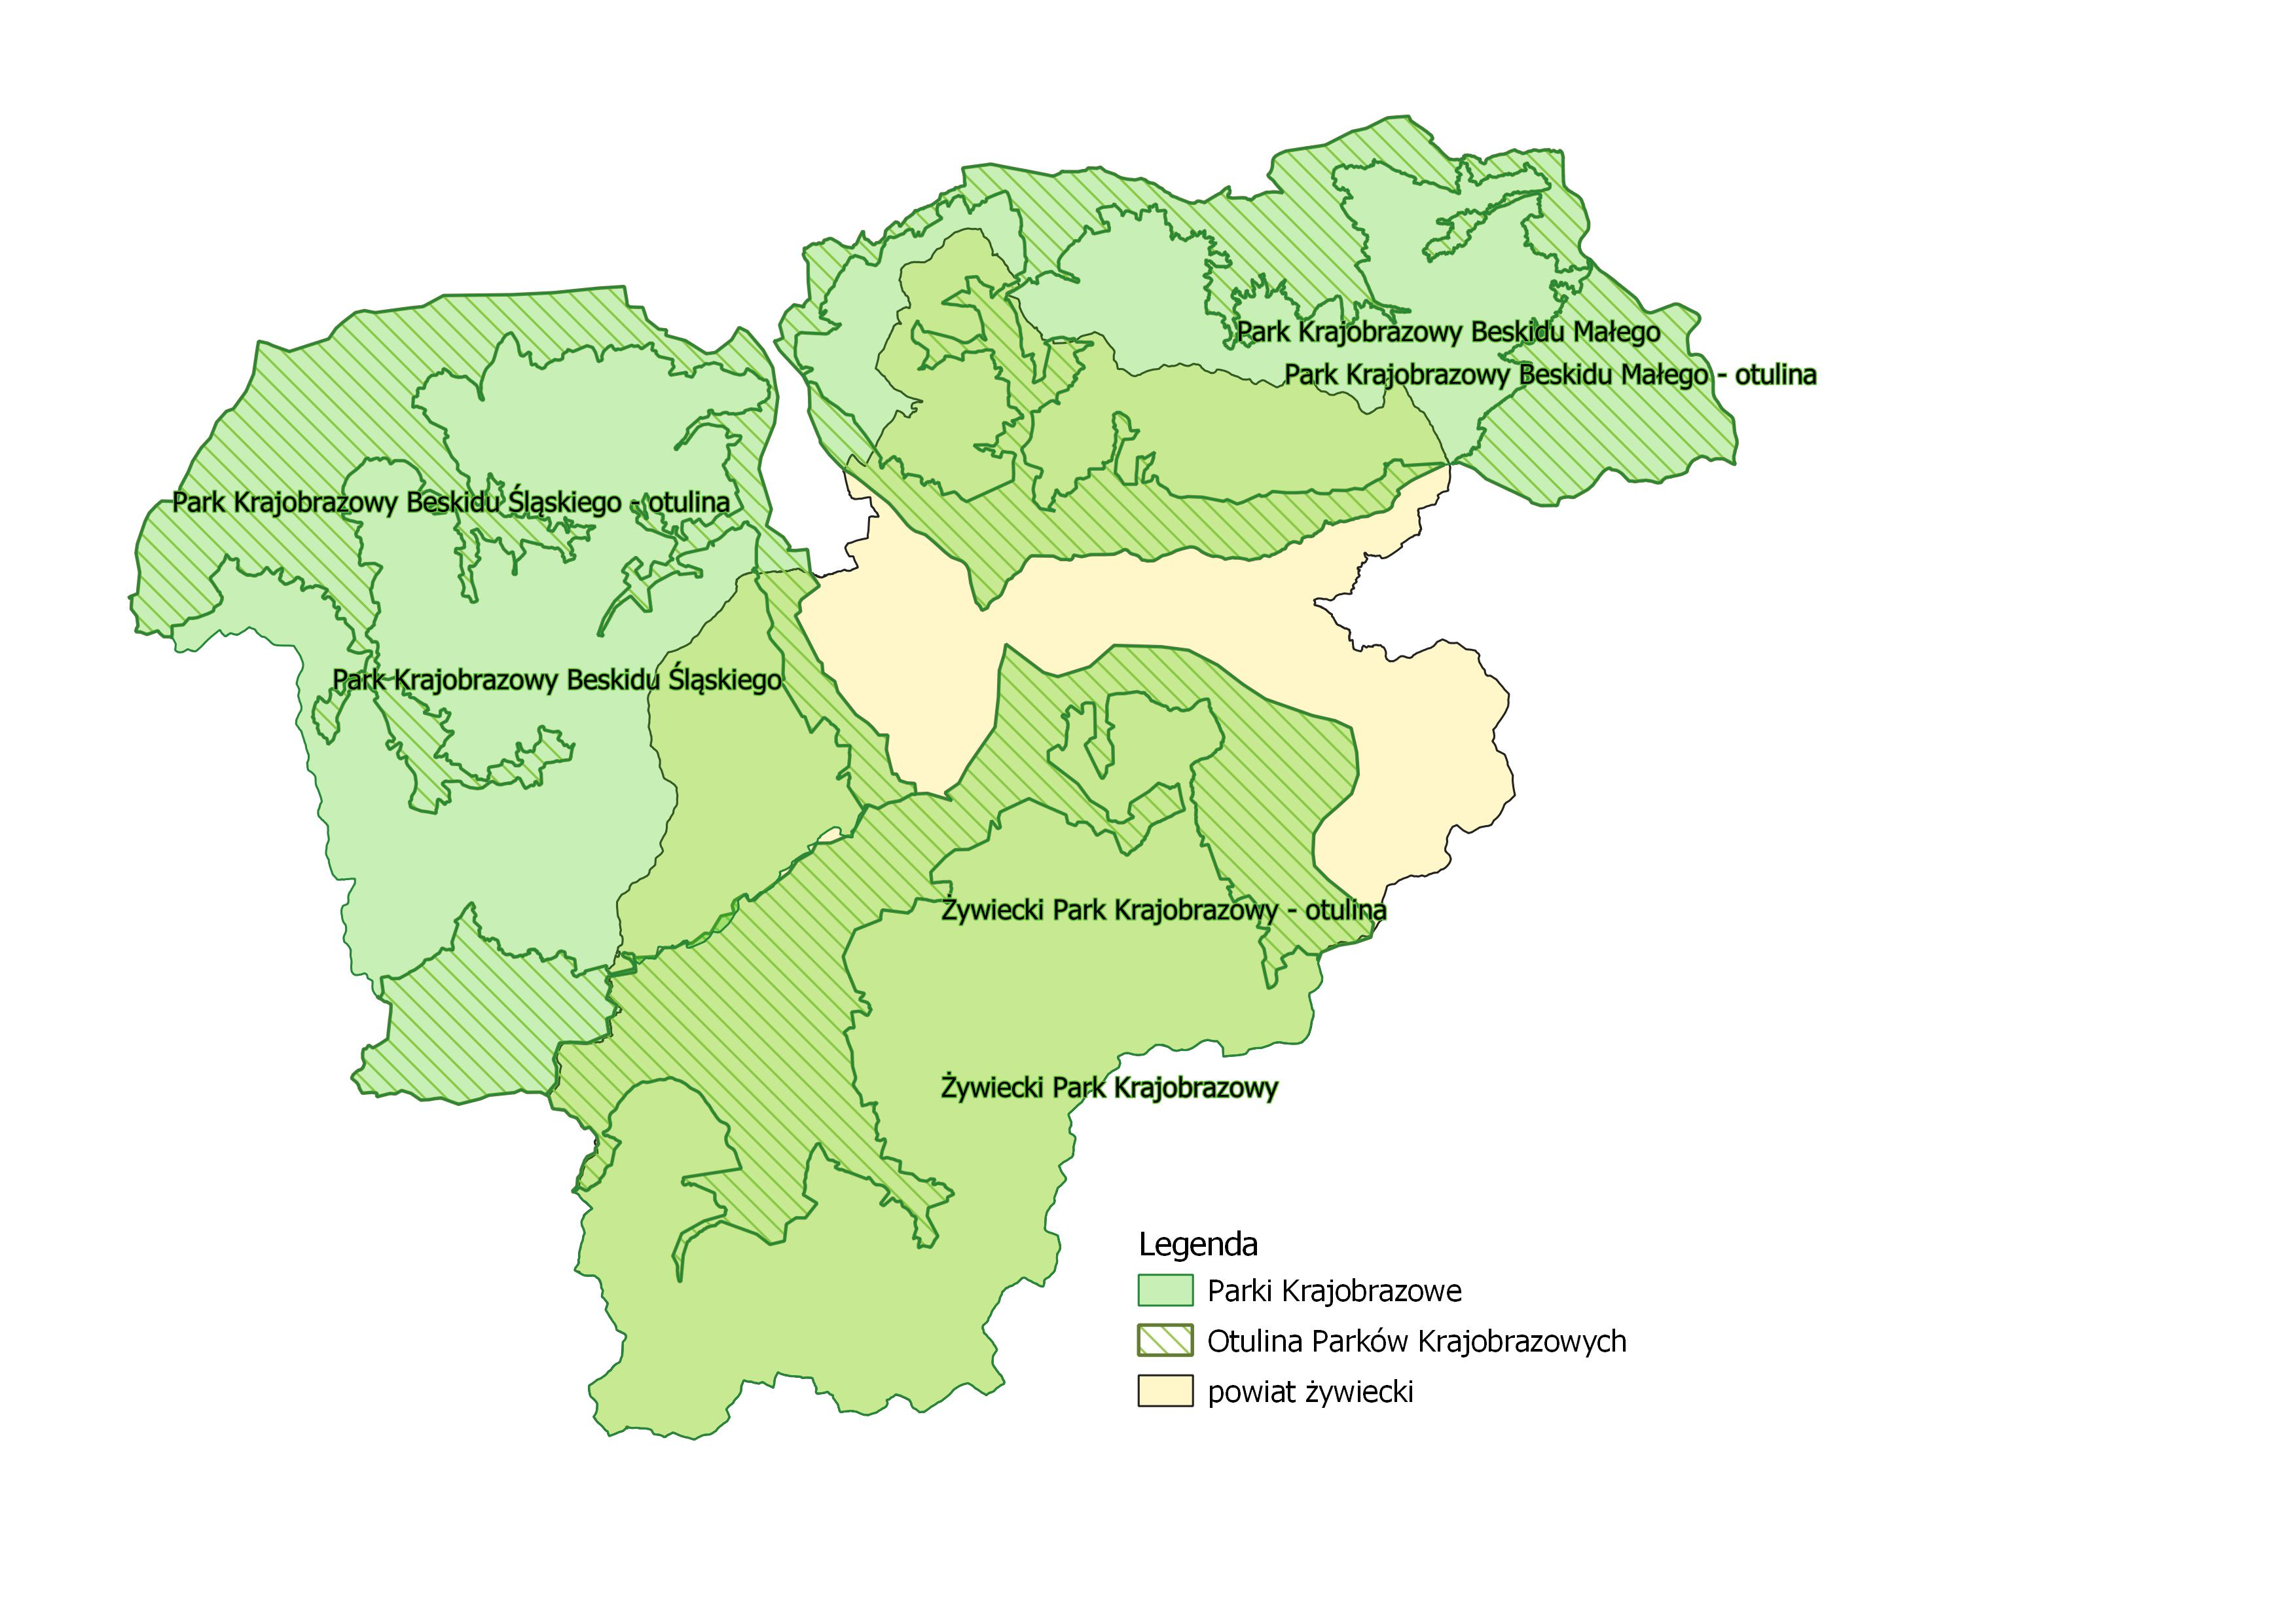 Park Krajobrazowy Beskidu Małego
Park Krajobrazowy Beskidu Małego - otulina
Park Krajobrazowy Beskidu Śląskiego - otulina
Park Krajobrazowy Beskidu Śląskiego
Żywiecki Park Krajobrazowy - otulina
Żywiecki Park Krajobrazowy
Legenda
Parki Krajobrazowe
Otulina Parków Krajobrazowych
powiat żywiecki